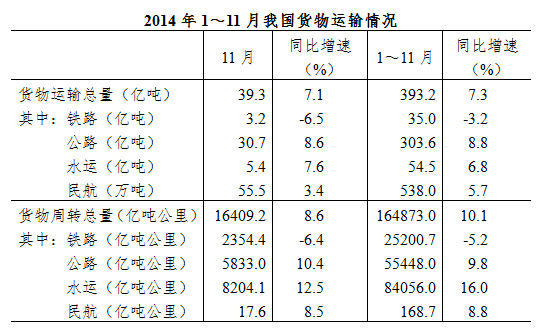 2014 年 1～11 月我国货物运输情况
11 月 同比增速（%） 1～11 月 同比增速（%）
货物运输总量（亿吨） 39.3 7.1 393.2 7.3
其中：铁路（亿吨） 3.2 -6.5 35.0 -3.2
公路（亿吨） 30.7 8.6 303.6 8.8
水运（亿吨） 5.4 7.6 54.5 6.8
民航（万吨） 55.5 3.4 538.0 5.7
货物周转总量（亿吨公里） 16409.2 8.6 164873.0 10.1
其中：铁路（亿吨公里） 2354.4 -6.4 25200.7 -5.2
公路（亿吨公里） 5833.0 10.4 55448.0 9.8
水运（亿吨公里） 8204.1 12.5 84056.0 16.0
民航（亿吨公里） 17.6 8.5 168.7 8.8